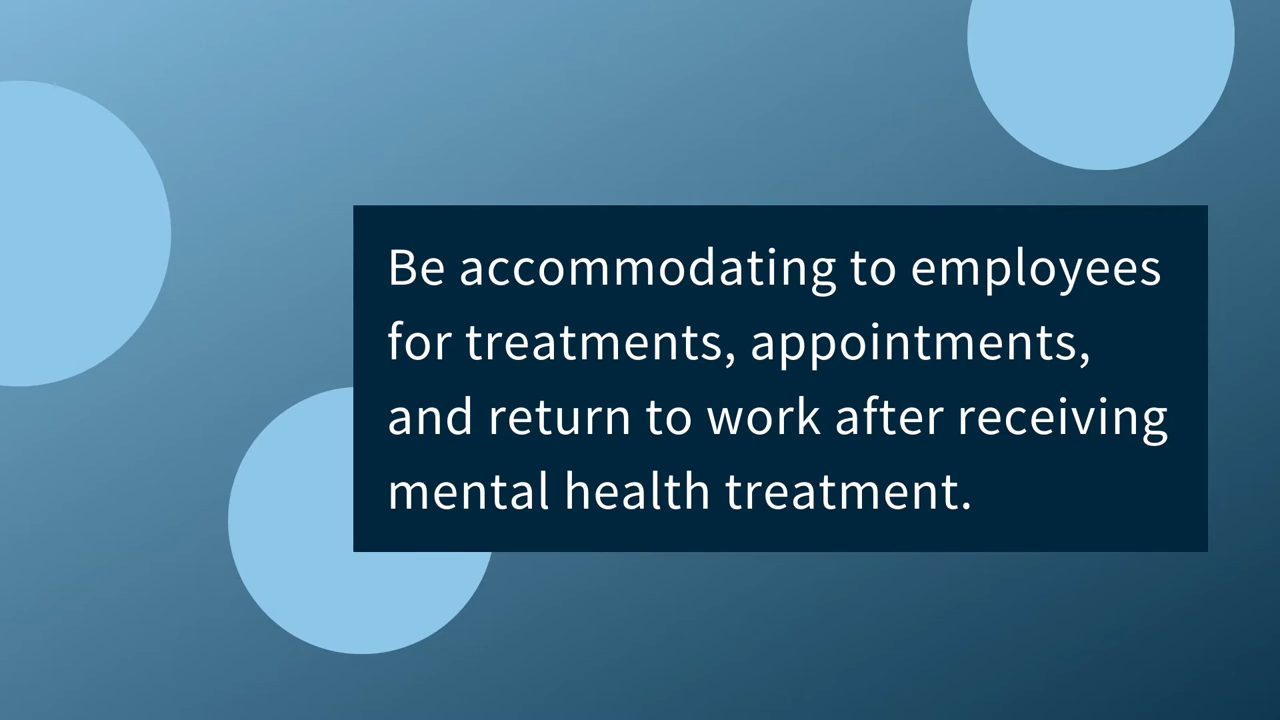 Be accommodating to employees
for treatments, appointments,
and return to work after receiving
mental health treatment.